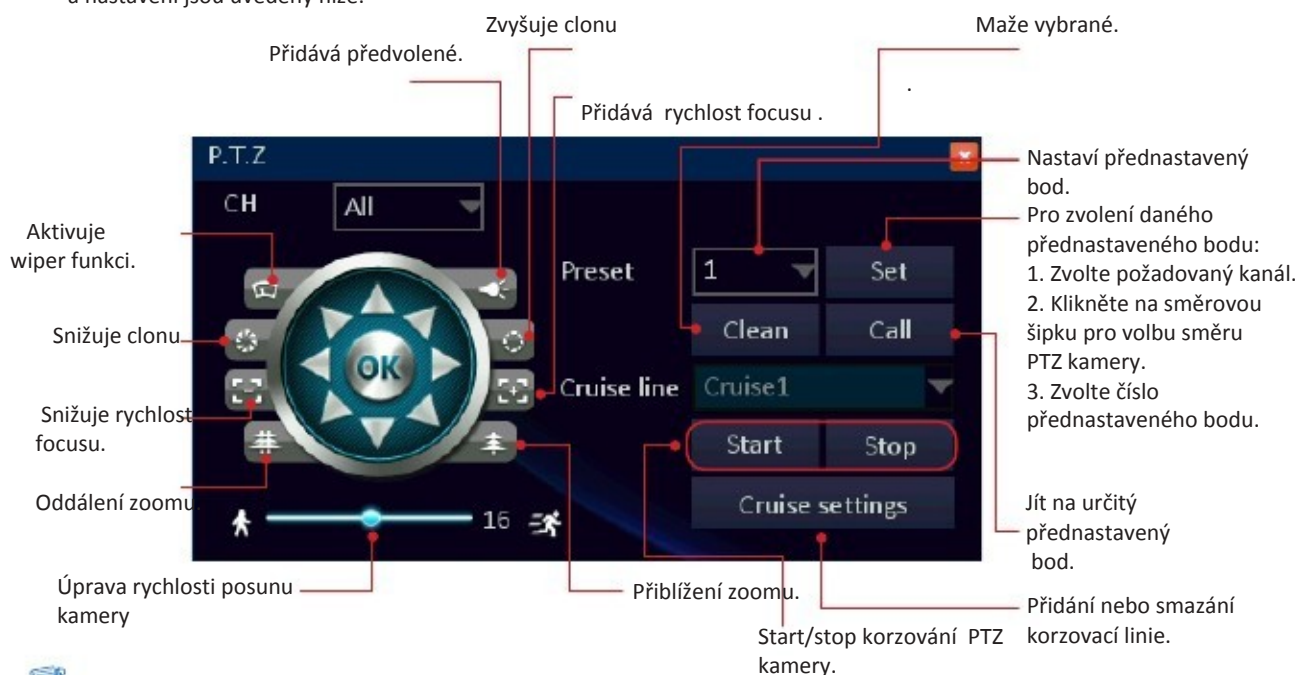 a nastavení jsou uvedeny níže.
Zvyšuje clonu
Maže vybrané.
Přidává předvolené.
.
Přidává rychlost focusu .
P.T.Z
CH
All
Nastaví přednastavený
bod.
Pro zvolení daného
přednastaveného bodu:
1. Zvolte požadovaný kanál.
2. Klikněte na směrovou
šipku pro volbu směru
PTZ kamery.
3. Zvolte číslo
přednastaveného bodu.
Aktivuje
wiper funkci.
Preset
1
Set
Snižuje clonu
Clean
Call
OK
Cruise line
Cruise1
Snižuje rychlost
focusu.
Start
Stop
Oddálení zoomu
Cruise settings
16
Jít na určitý
přednastavený
bod.
Úprava rychlosti posunu
kamery
Přiblížení zoomu.
Přidání nebo smazání
korzovací linie.
Start/stop korzování PTZ
kamery.